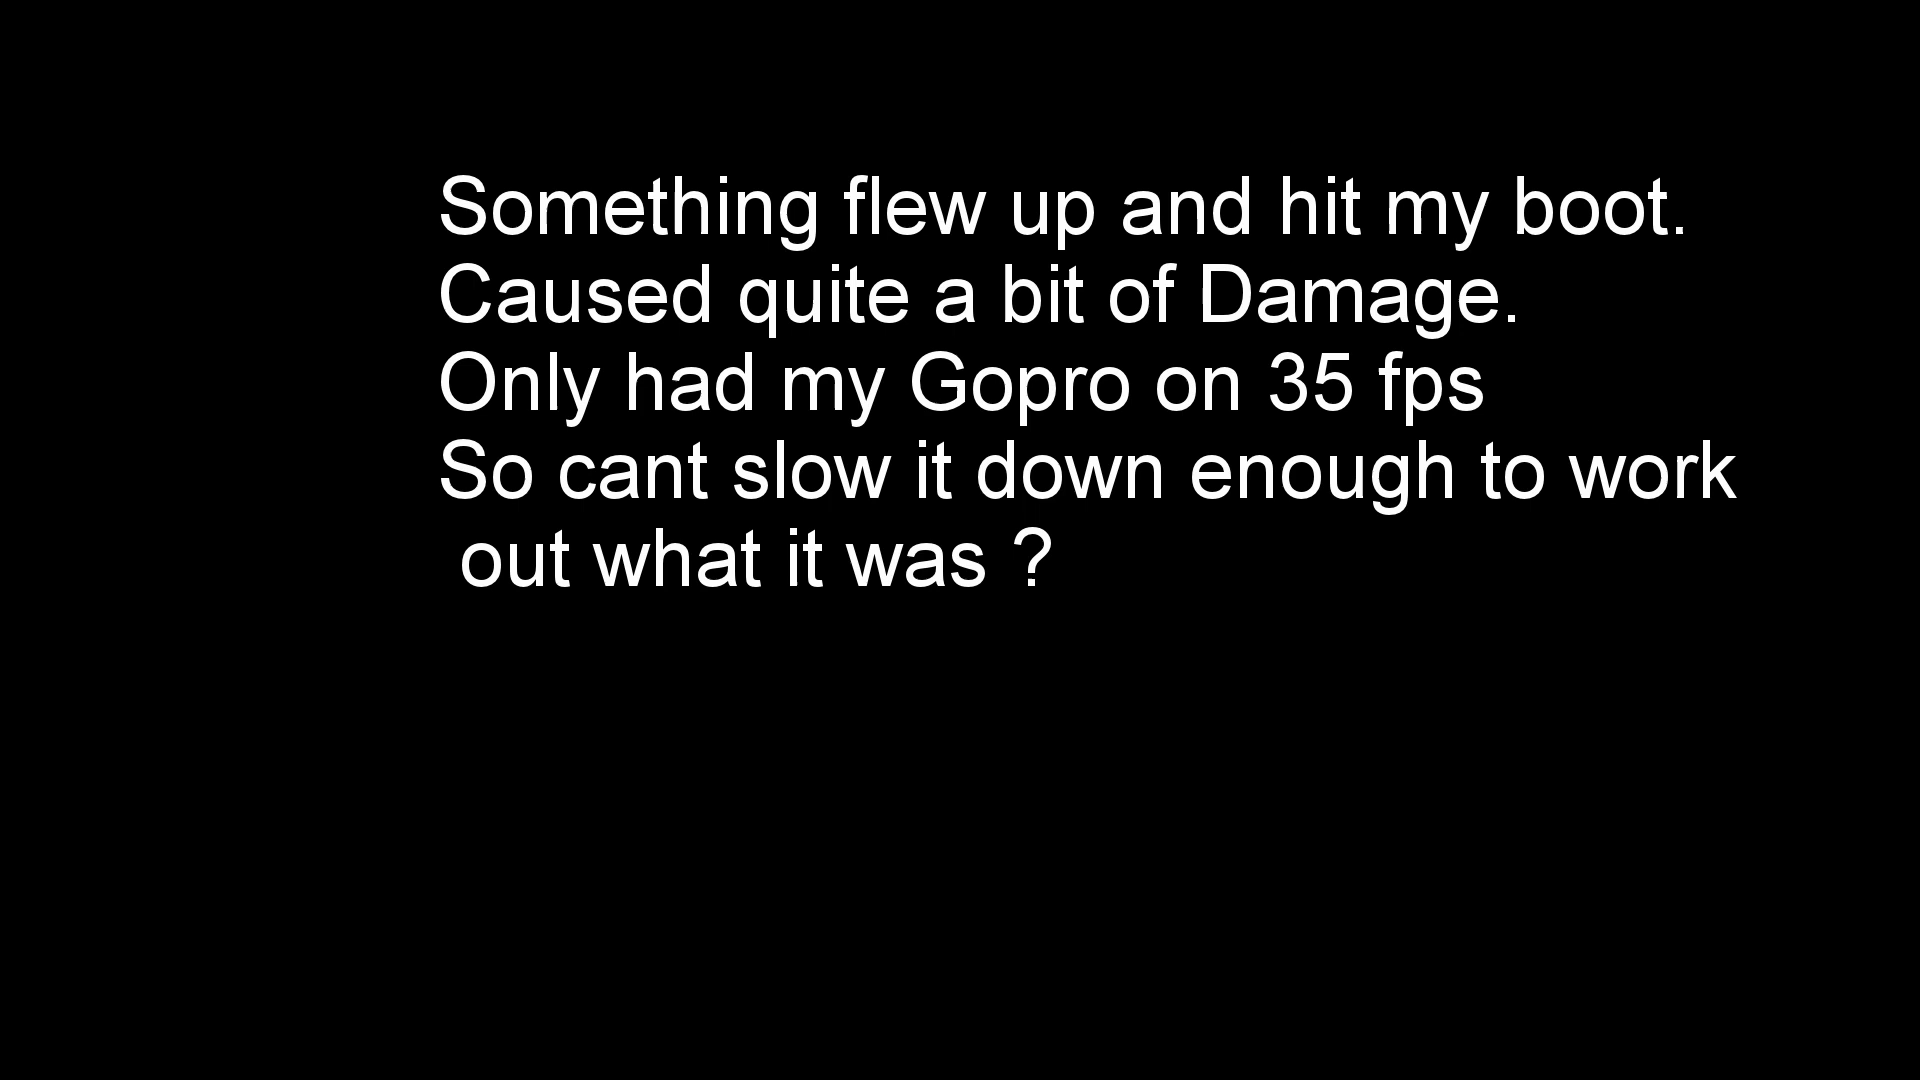 Something flew up and hit my boot.
Caused quite a bit of Damage.
Only had my Gopro on 35 fps
So cant slow it down enough to work
out what it was ?